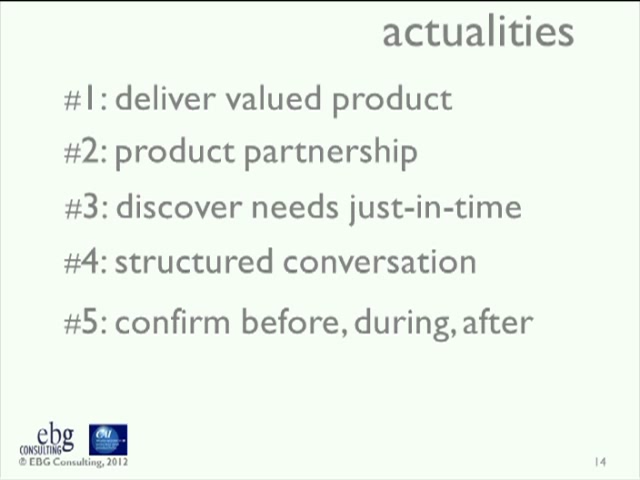 actualities
#1: deliver valued product
#2: product partnership
#3: discover needs just-in-time
#4: structured conversation
#5: confirm before, during, after
ebg
CONSULTING
© EBG Consulting, 2012
14